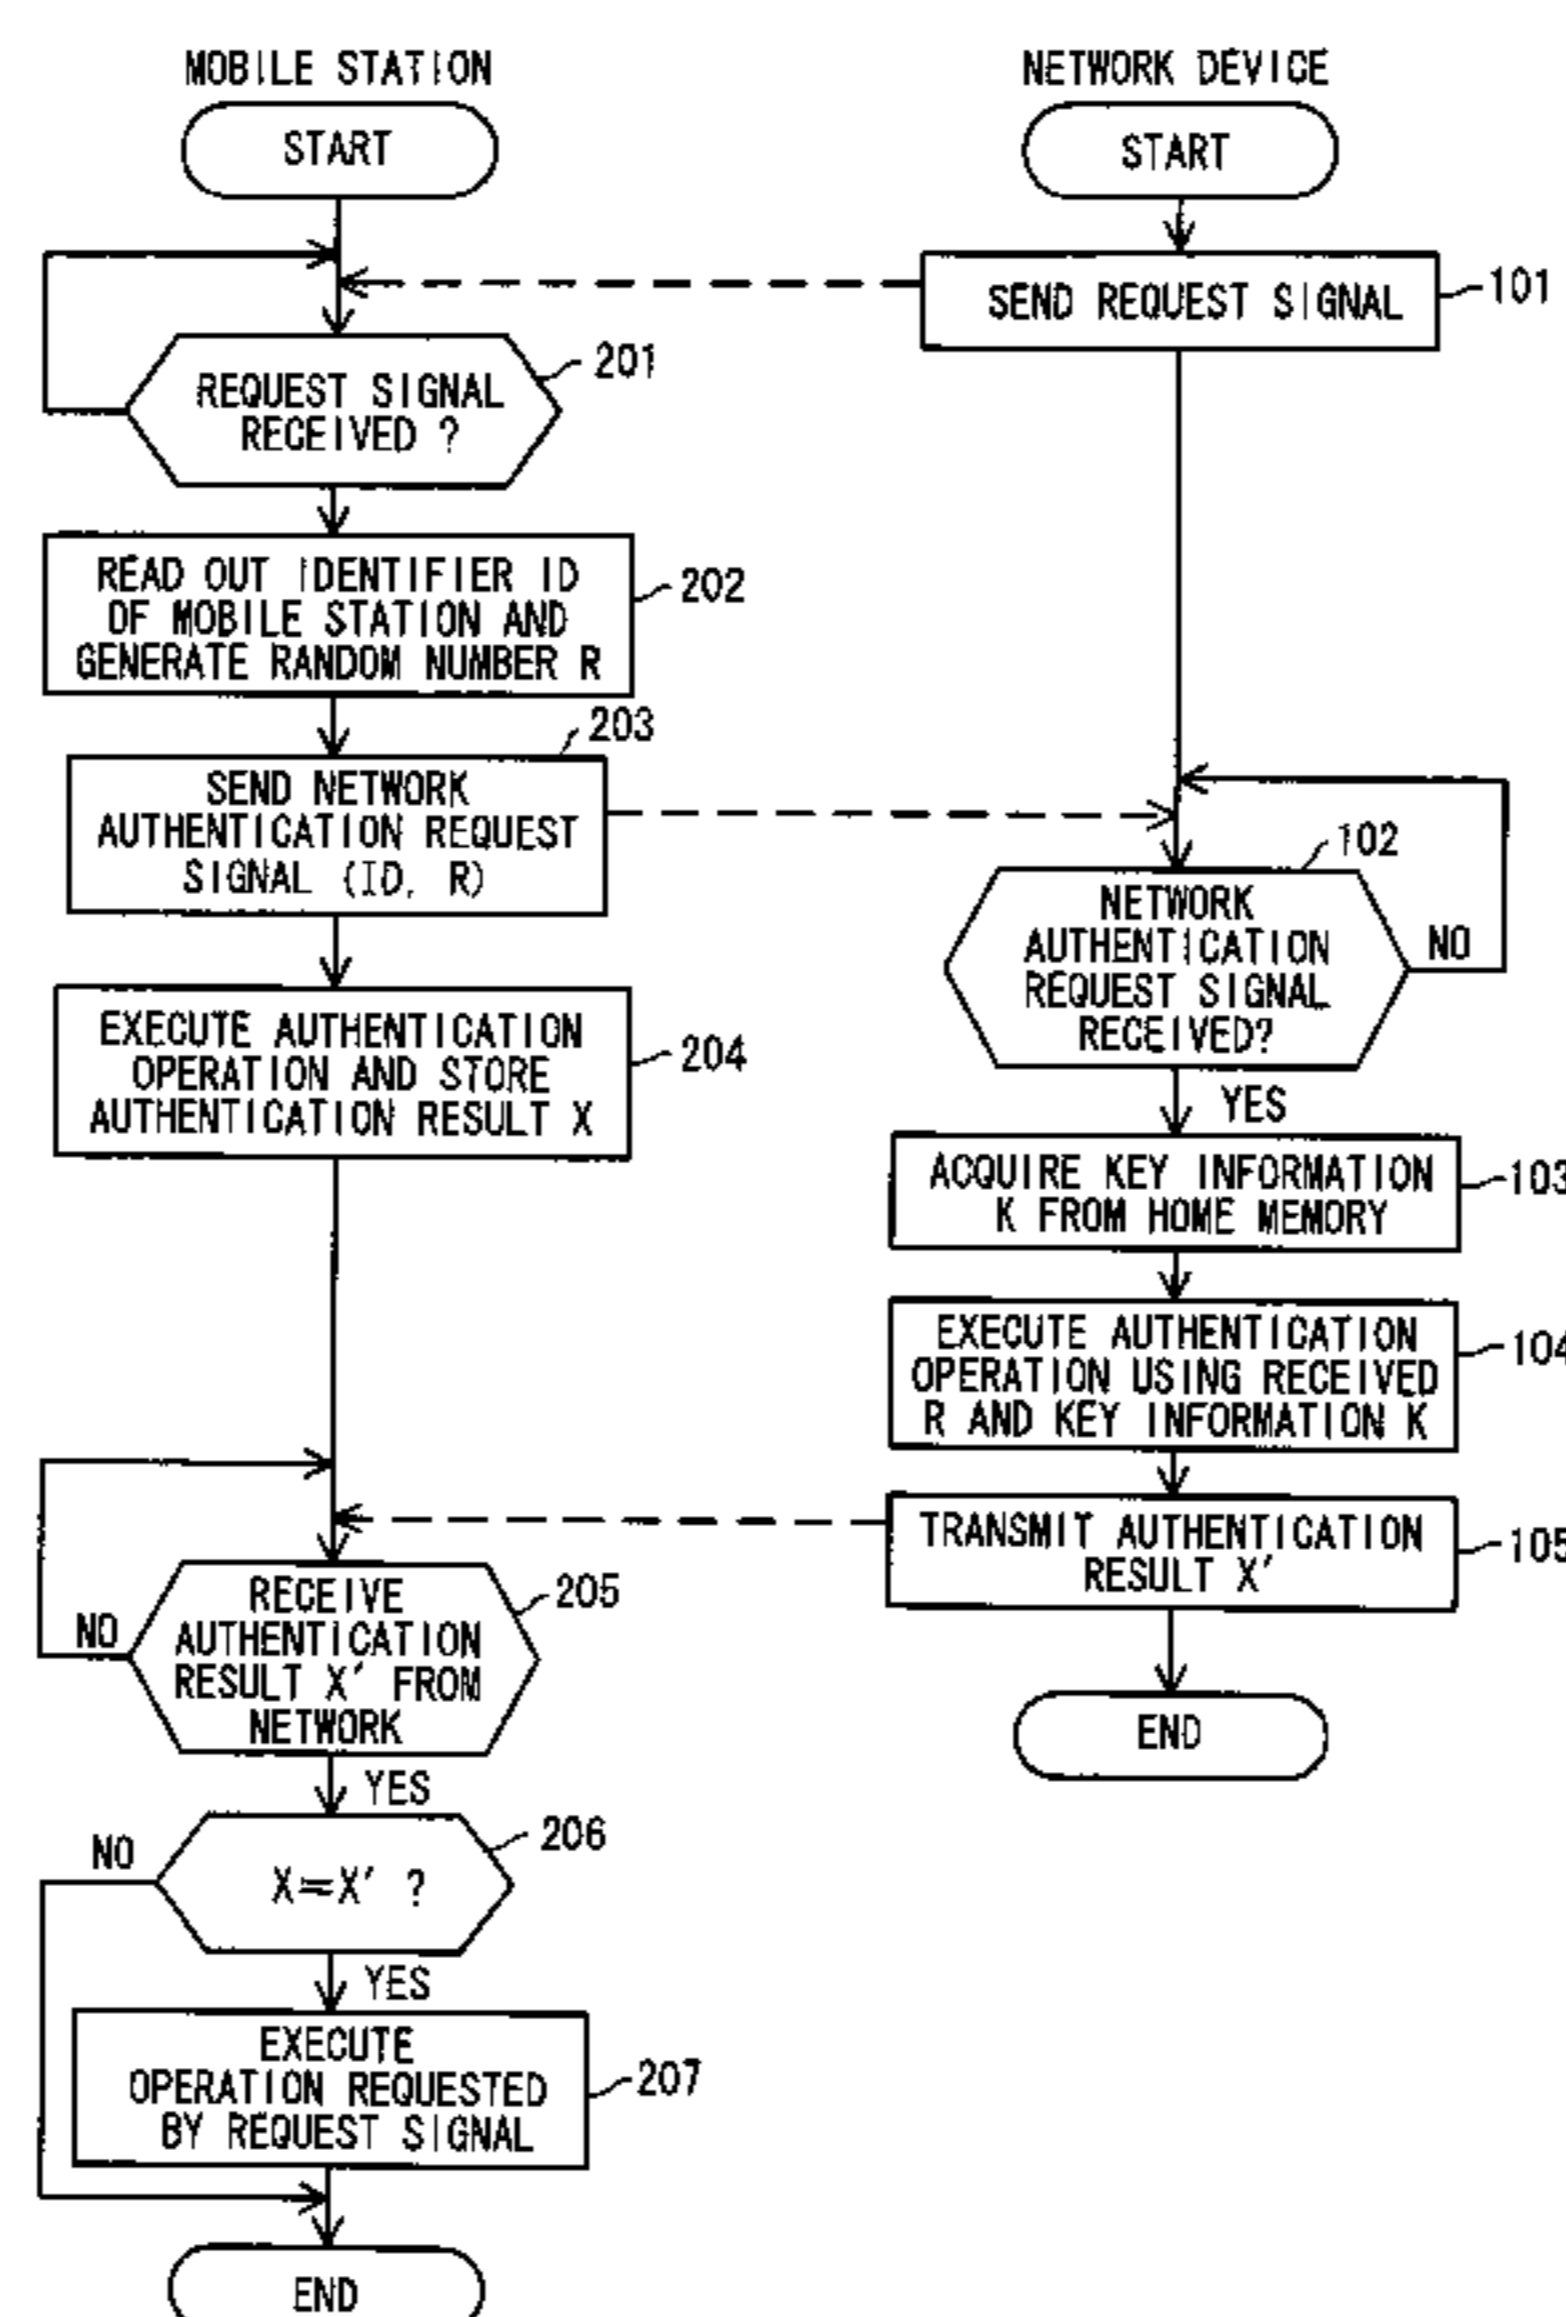 MOBILE STATION
START
REQUEST SIGNAL
RECEIVED ?
201
READ OUT IDENTIFIER ID
OF MOBILE STATION AND
GENERATE RANDOM NUMBER R
202
203
SEND NETWORK
AUTHENTICATION REQUEST
SIGNAL (ID, R)
EXECUTE AUTHENTICATION
OPERATION AND STORE
AUTHENTICATION RESULT X
204
RECEIVE
AUTHENTICATION
RESULT X' FROM
NETWORK
205
NO
YES
206
X=X' ?
NO
YES
EXECUTE
OPERATION REQUESTED
BY REQUEST SIGNAL
207
END
NETWORK DEVICE
START
SEND REQUEST SIGNAL
101
102
NETWORK
AUTHENTICATION
REQUEST SIGNAL
RECEIVED?
NO
YES
ACQUIRE KEY INFORMATION
K FROM HOME MEMORY
103
EXECUTE AUTHENTICATION
OPERATION USING RECEIVED
R AND KEY INFORMATION K
104
TRANSMIT AUTHENTICATION
RESULT X'
105
END